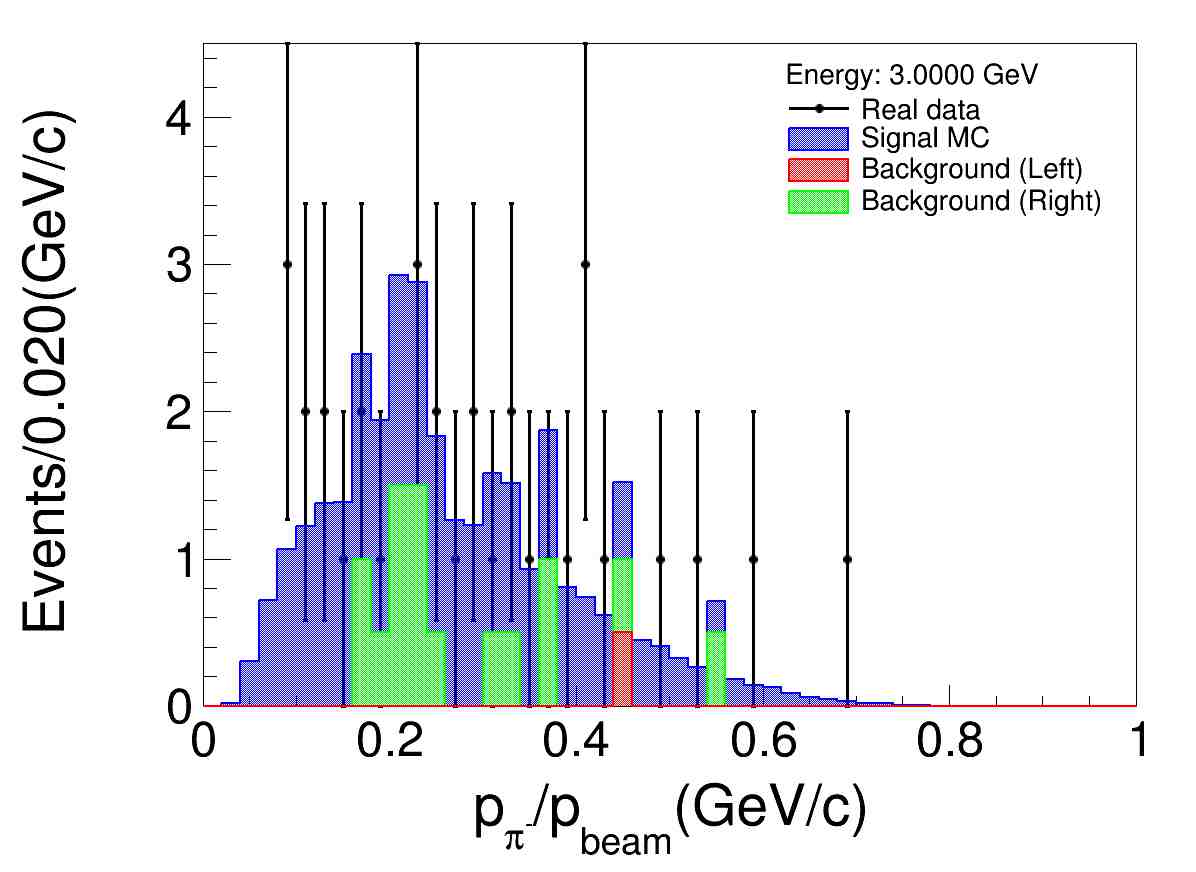 Energy: 3.0000 GeV
Real data
Signal MC
Background (Left)
Background (Right)
Events/0.020(GeV/c)
4
3
2
1
0
0 0.2 0.4 0.6 0.8 1
pπ-/pbeam(GeV/c)